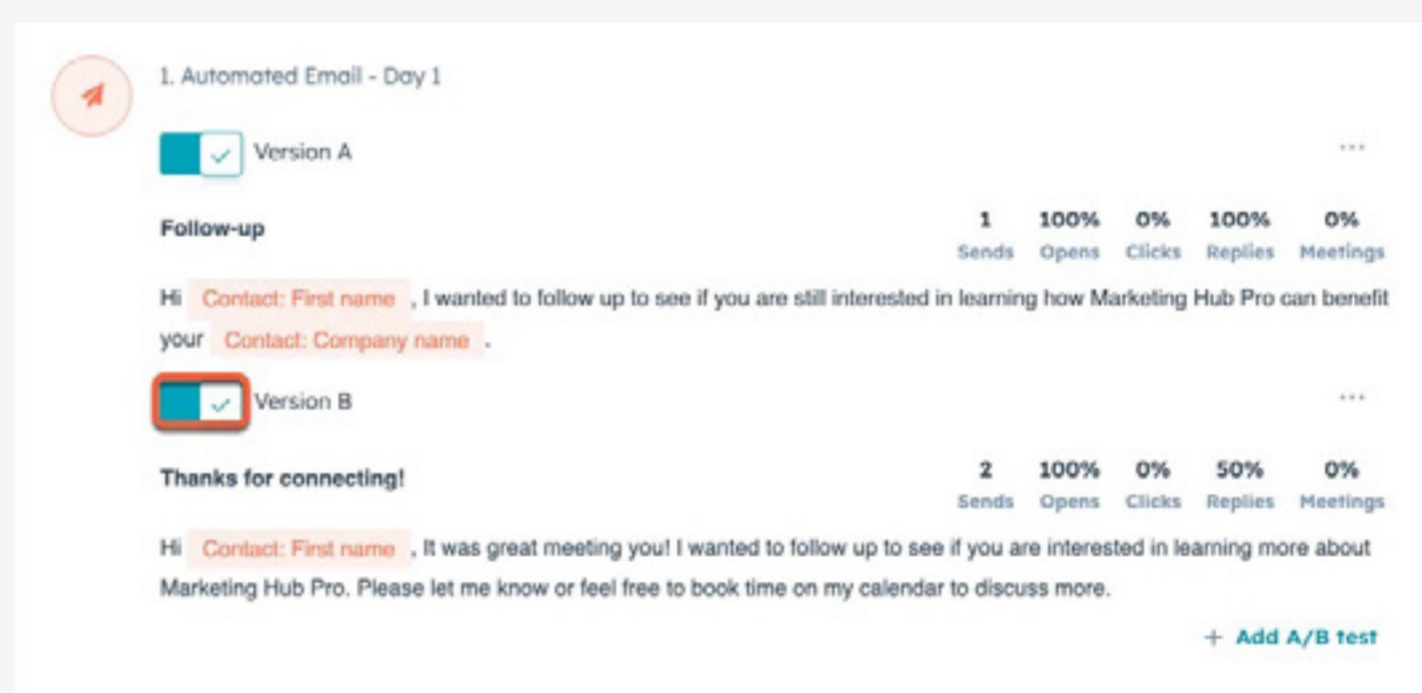 1. Automated Email - Day 1
Version A
...
Follow-up
1 100% 0% 100% 0%
Sends Opens Clicks Replies Meetings
Hi Contact: First name , I wanted to follow up to see if you are still interested in learning how Marketing Hub Pro can benefit
your Contact: Company name .
Version B
...
Thanks for connecting!
2 100% 0% 50% 0%
Sends Opens Clicks Replies Meetings
Hi Contact: First name , It was great meeting you! I wanted to follow up to see if you are interested in learning more about
Marketing Hub Pro. Please let me know or feel free to book time on my calendar to discuss more.
+ Add A/B test